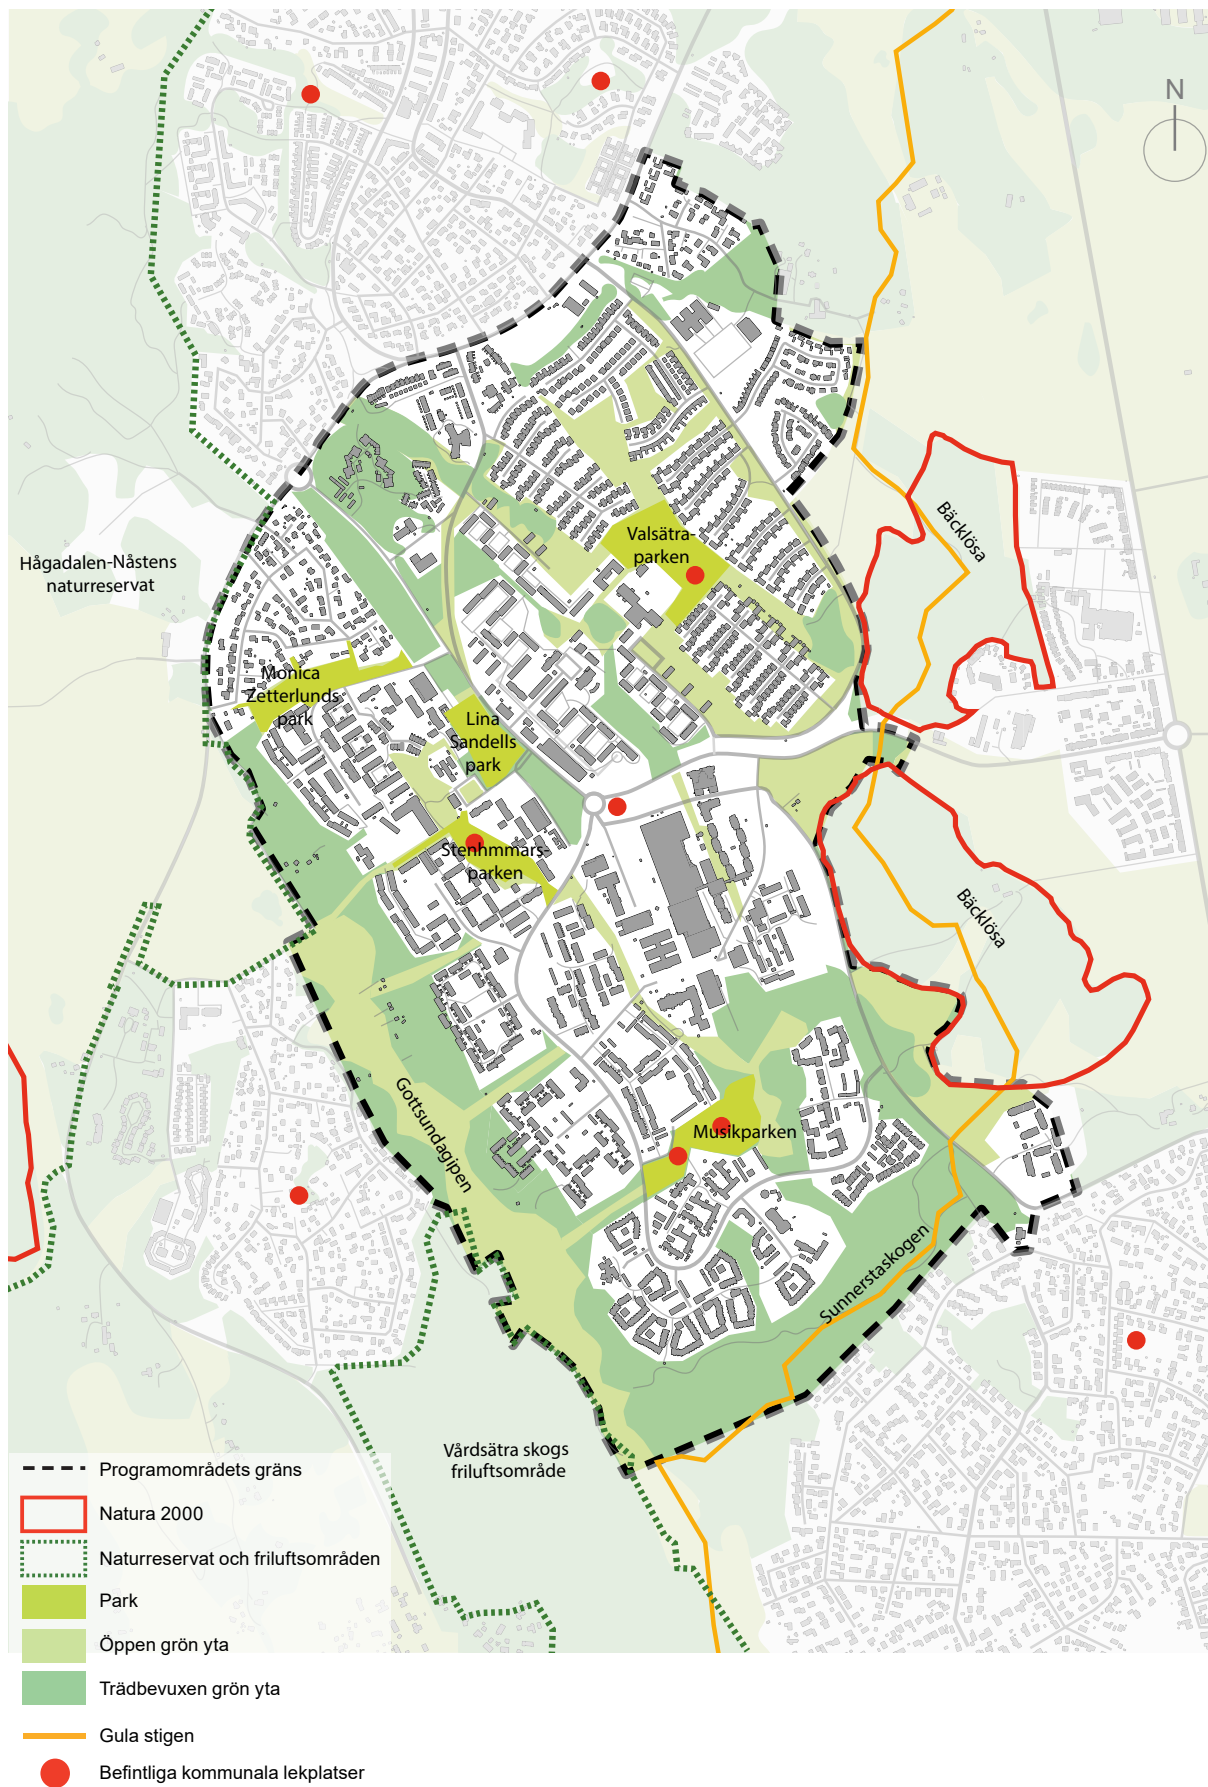 N
Bäcklösa
Valsätra-
parken
Hågadalen-Nåstens
naturreservat
Monica
Zetterlunds
park
Lina
Sandells
park
Stenhmmars-
parken
Bäcklösa
Gottsundagipen
Musikparken
Sunnerstaskogen
Vårdsätra skogs
friluftsområde
Programområdets gräns
Natura 2000
Naturreservat och friluftsområden
Park
Öppen grön yta
Trädbevuxen grön yta
Gula stigen
Befintliga kommunala lekplatser